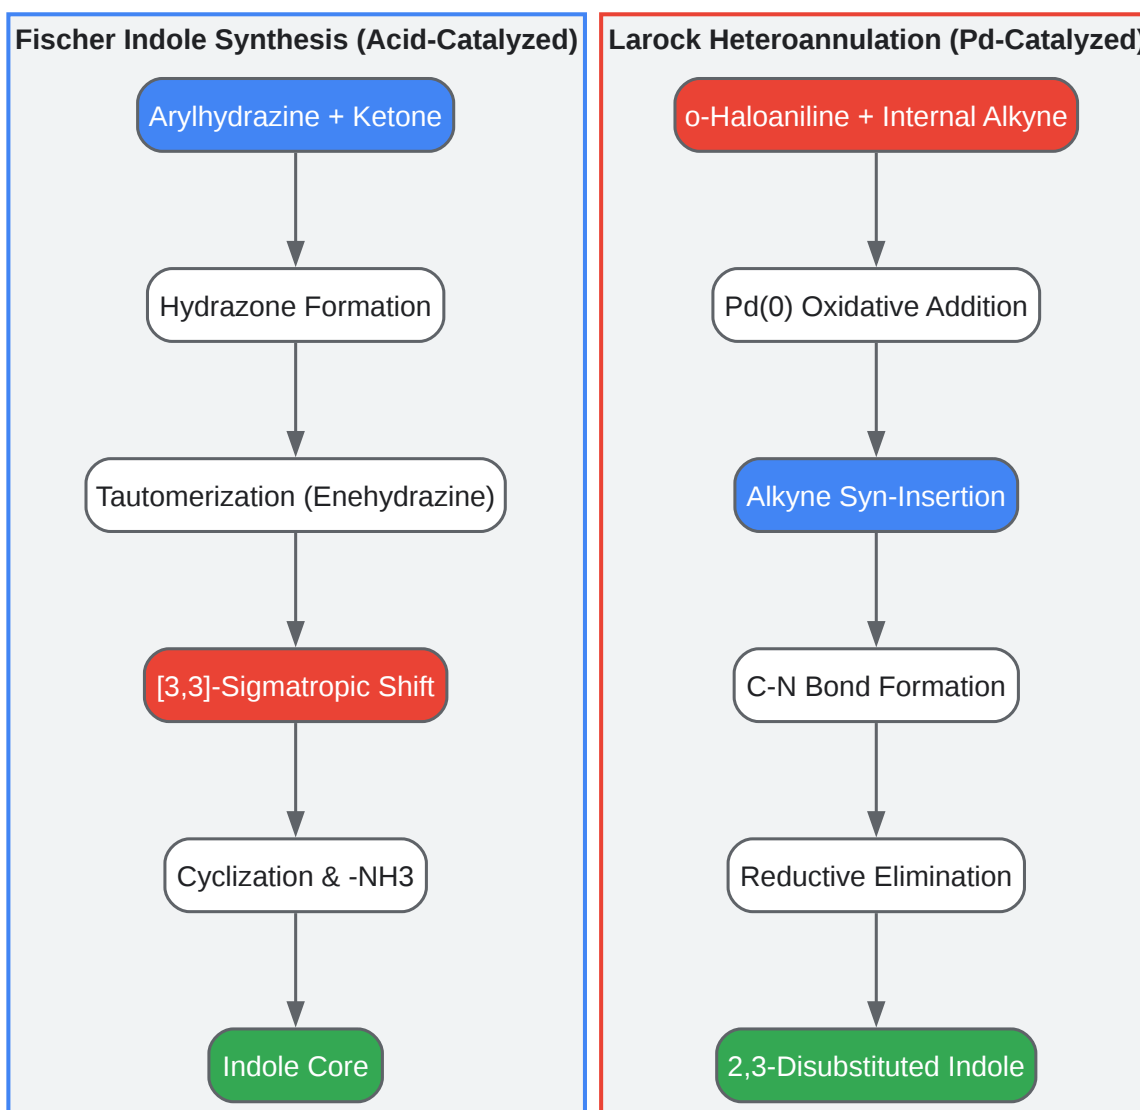 Fischer Indole Synthesis (Acid-Catalyzed)
Arylhydrazine + Ketone
Hydrazone Formation
Tautomerization (Enehydrazine)
[3,3]-Sigmatropic Shift
Cyclization & -NH3
Indole Core
Larock Heteroannulation (Pd-Catalyzed)
o-Haloaniline + Internal Alkyne
Pd(0) Oxidative Addition
Alkyne Syn-Insertion
C-N Bond Formation
Reductive Elimination
2,3-Disubstituted Indole